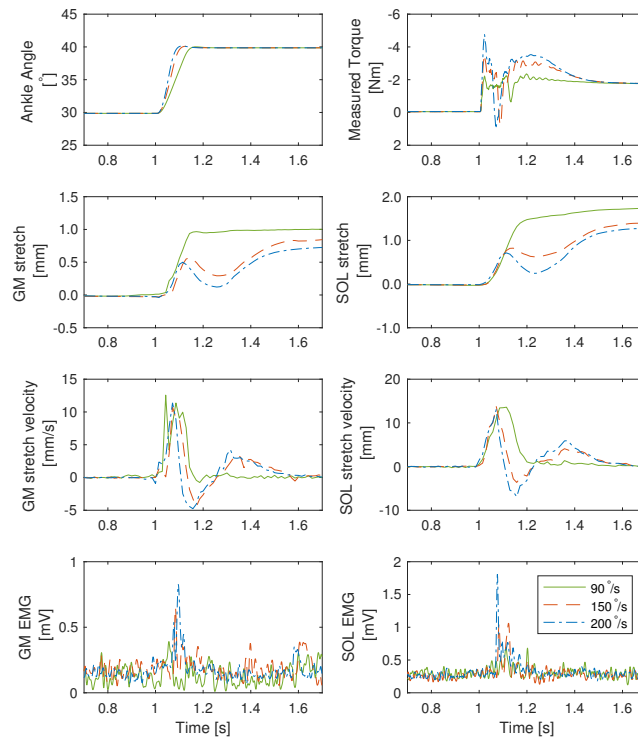 45
40
35
30
25
Ankle Angle
[°]
0.8 1 1.2 1.4 1.6
-6
-4
-2
0
2
Measured Torque
[Nm]
0.8 1 1.2 1.4 1.6
1.5
1.0
0.5
0.0
-0.5
GM stretch
[mm]
0.8 1 1.2 1.4 1.6
2.0
1.0
0.0
-1.0
SOL stretch
[mm]
0.8 1 1.2 1.4 1.6
15
10
5
0
-5
GM stretch velocity
[mm/s]
0.8 1 1.2 1.4 1.6
20
10
0
-10
SOL stretch velocity
[mm]
0.8 1 1.2 1.4 1.6
1
0.5
0
GM EMG
[mV]
0.8 1 1.2 1.4 1.6
Time [s]
2
1.5
1
0.5
0
SOL EMG
[mV]
90 °/s
150 °/s
200 °/s
0.8 1 1.2 1.4 1.6
Time [s]